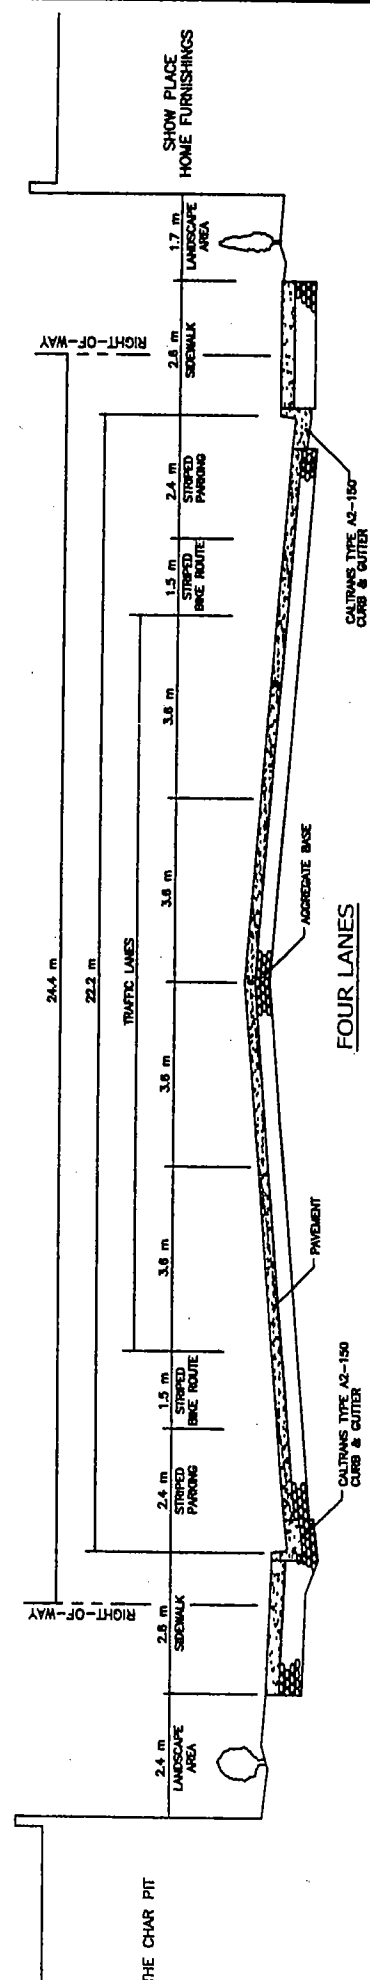 24.4 m
RIGHT-OF-WAY
RIGHT-OF-WAY
22.2 m
TRAFFIC LANES
THE CHAR PIT
2.4 m
LANDSCAPE
AREA
2.6 m
SIDEWALK
2.4 m
STRIPED
PARKING
1.5 m
STRIPED
BIKE ROUTE
3.6 m
3.6 m
3.6 m
3.6 m
1.5 m
STRIPED
BIKE ROUTE
2.4 m
STRIPED
PARKING
2.6 m
SIDEWALK
1.7 m
LANDSCAPE
AREA
SHOW PLACE
HOME FURNISHINGS
CALTRANS TYPE A2-150
CURB & GUTTER
PAVEMENT
AGGREGATE BASE
CALTRANS TYPE A2-150
CURB & GUTTER
FOUR LANES